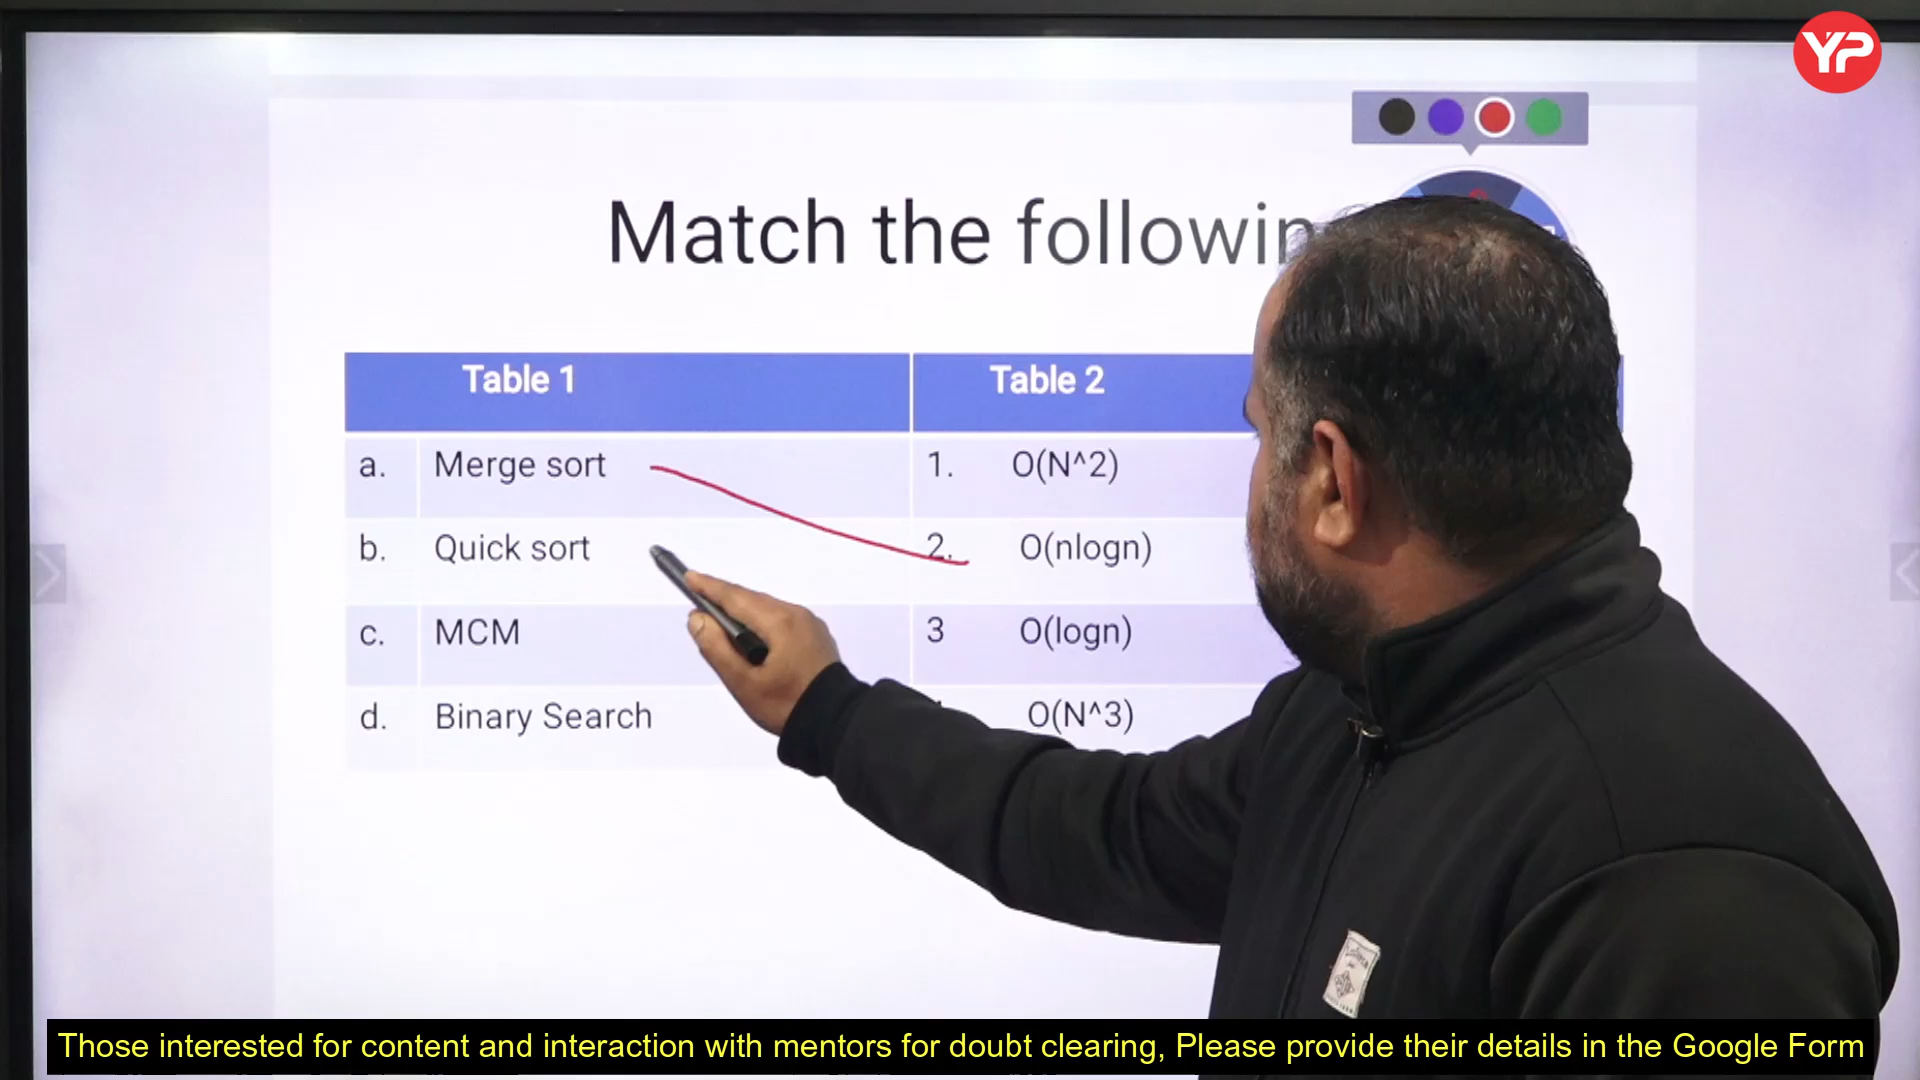 YP
Match the followin
Table 1 Table 2
a. Merge sort 1. O(N^2)
b. Quick sort 2. O(nlogn)
c. MCM 3 O(logn)
d. Binary Search O(N^3)
Those interested for content and interaction with mentors for doubt clearing, Please provide their details in the Google Form